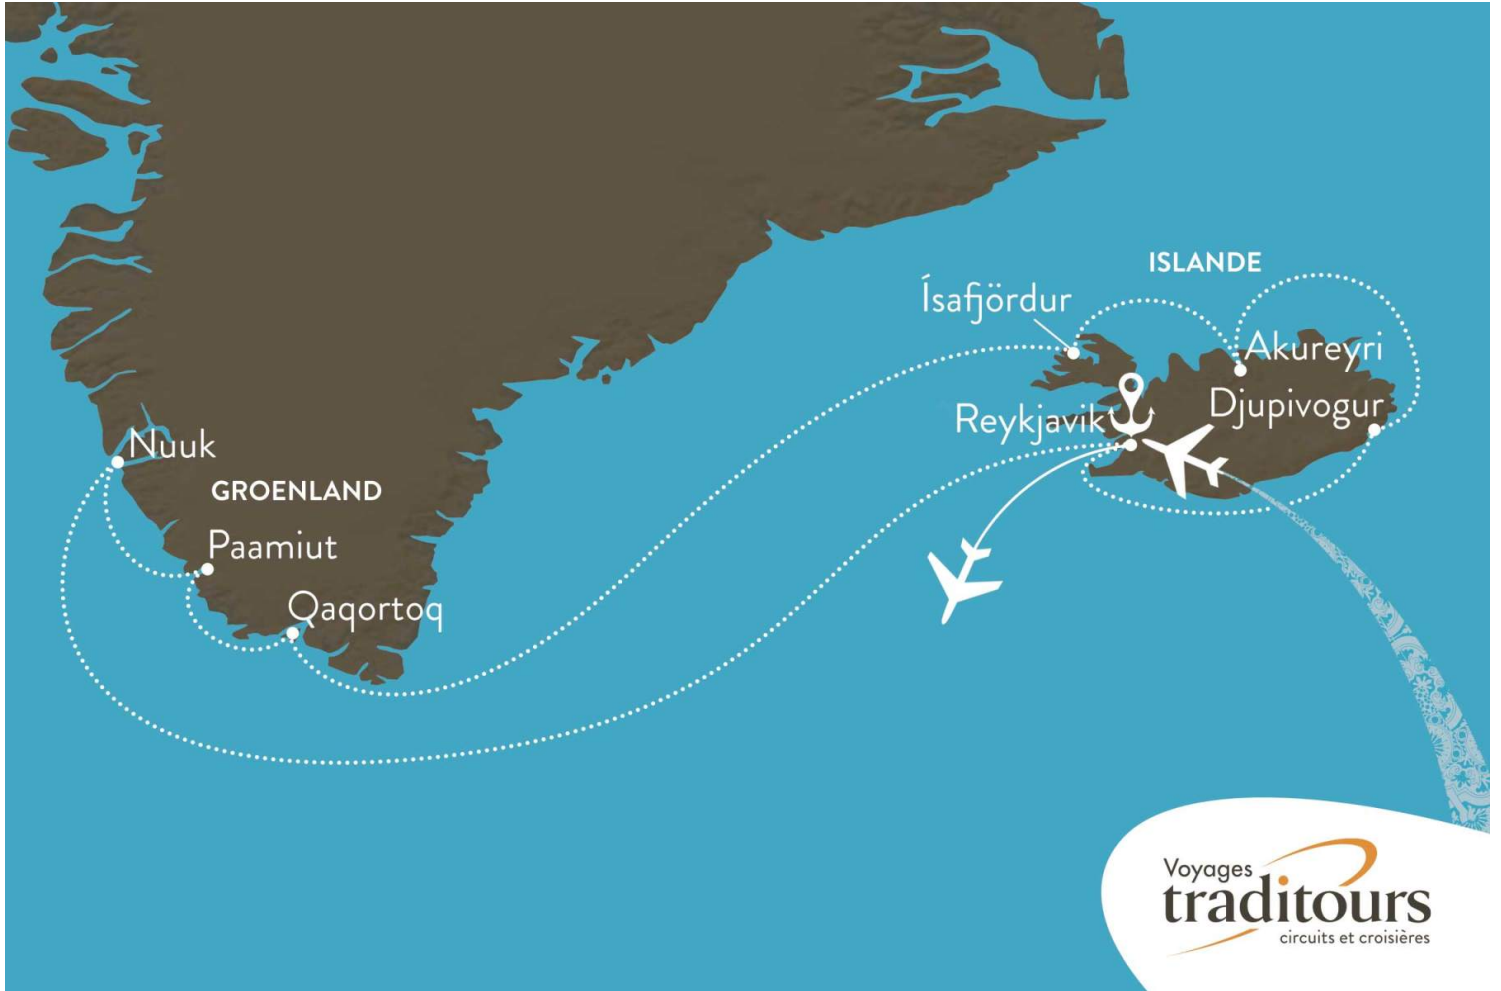 ISLANDE
Ísafjördur
Akureyri
Djupivogur
Reykjavik
Nuuk
GROENLAND
Paamiut
Qaqortoq
Voyages
traditours
circuits et croisières